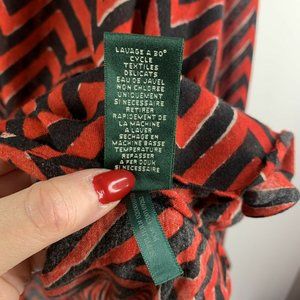 LAVAGE A 30°
CYCLE
TEXTILES
DELICATS
EAU DE JAVEL
NON CHLOREE
UNIQUEMENT
SI NECESSAIRE
RETIRER
RAPIDEMENT DE
LA MACHINE
A LAVER
SECHAGE EN
MACHINE BASSE
TEMPERATURE
REPASSER
A FER DOUX
SI NECESSAIRE